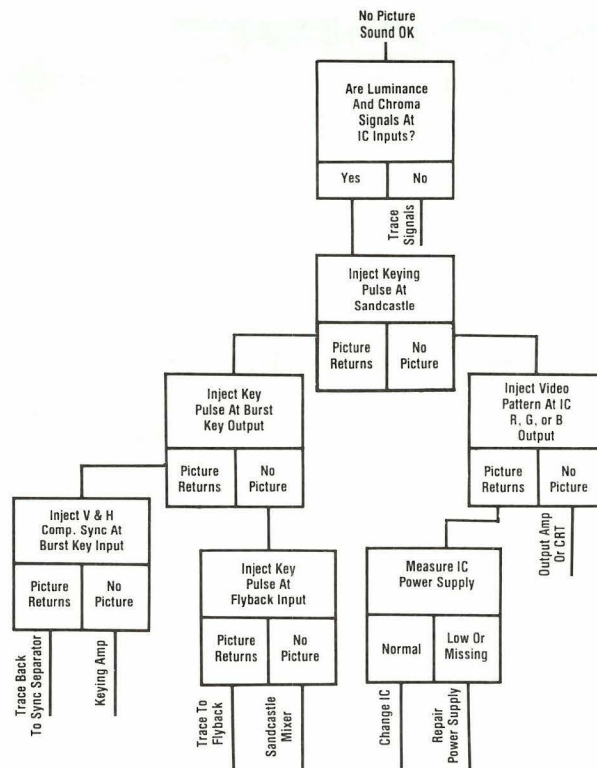 No Picture
Sound OK
Are Luminance
And Chroma
Signals At
IC Inputs?
Yes
No
Trace
Signals
Inject Keying
Pulse At
Sandcastle
Picture
Returns
No
Picture
Inject Key
Pulse At Burst
Key Output
Picture
Returns
No
Picture
Inject Video
Pattern At IC
R, G, or B
Output
Picture
Returns
No
Picture
Output Amp
Or CRT
Inject V & H
Comp. Sync At
Burst Key Input
Picture
Returns
No
Picture
Trace Back
To Sync Separator
Keying Amp
Inject Key
Pulse At
Flyback Input
Picture
Returns
No
Picture
Trace To
Flyback
Sandcastle
Mixer
Measure IC
Power Supply
Normal
Low Or
Missing
Change IC
Repair
Power Supply